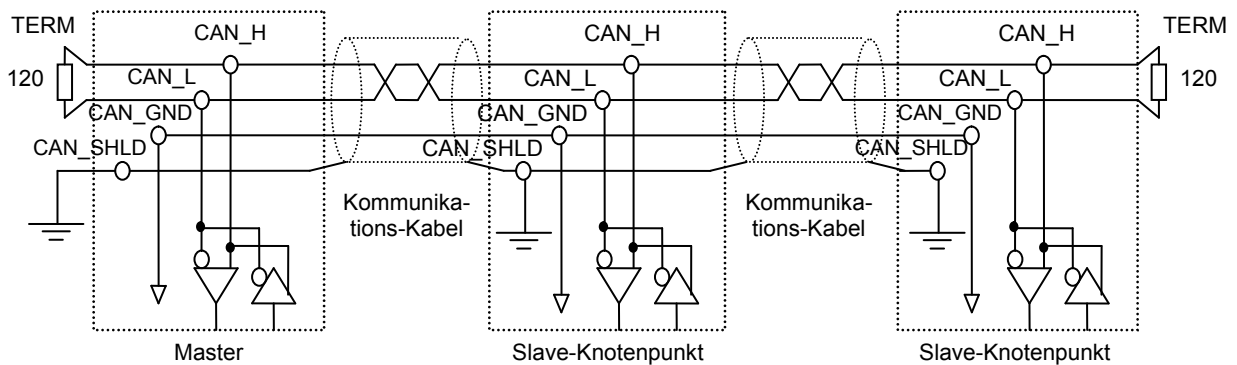 TERM
120
CAN_H
CAN_L
CAN_GND
CAN_SHLD
Master
Kommunika-
tions-Kabel
CAN_H
CAN_L
CAN_GND
CAN_SHLD
Slave-Knotenpunkt
Kommunika-
tions-Kabel
CAN_H
CAN_L
CAN_GND
CAN_SHLD
Slave-Knotenpunkt
TERM
120